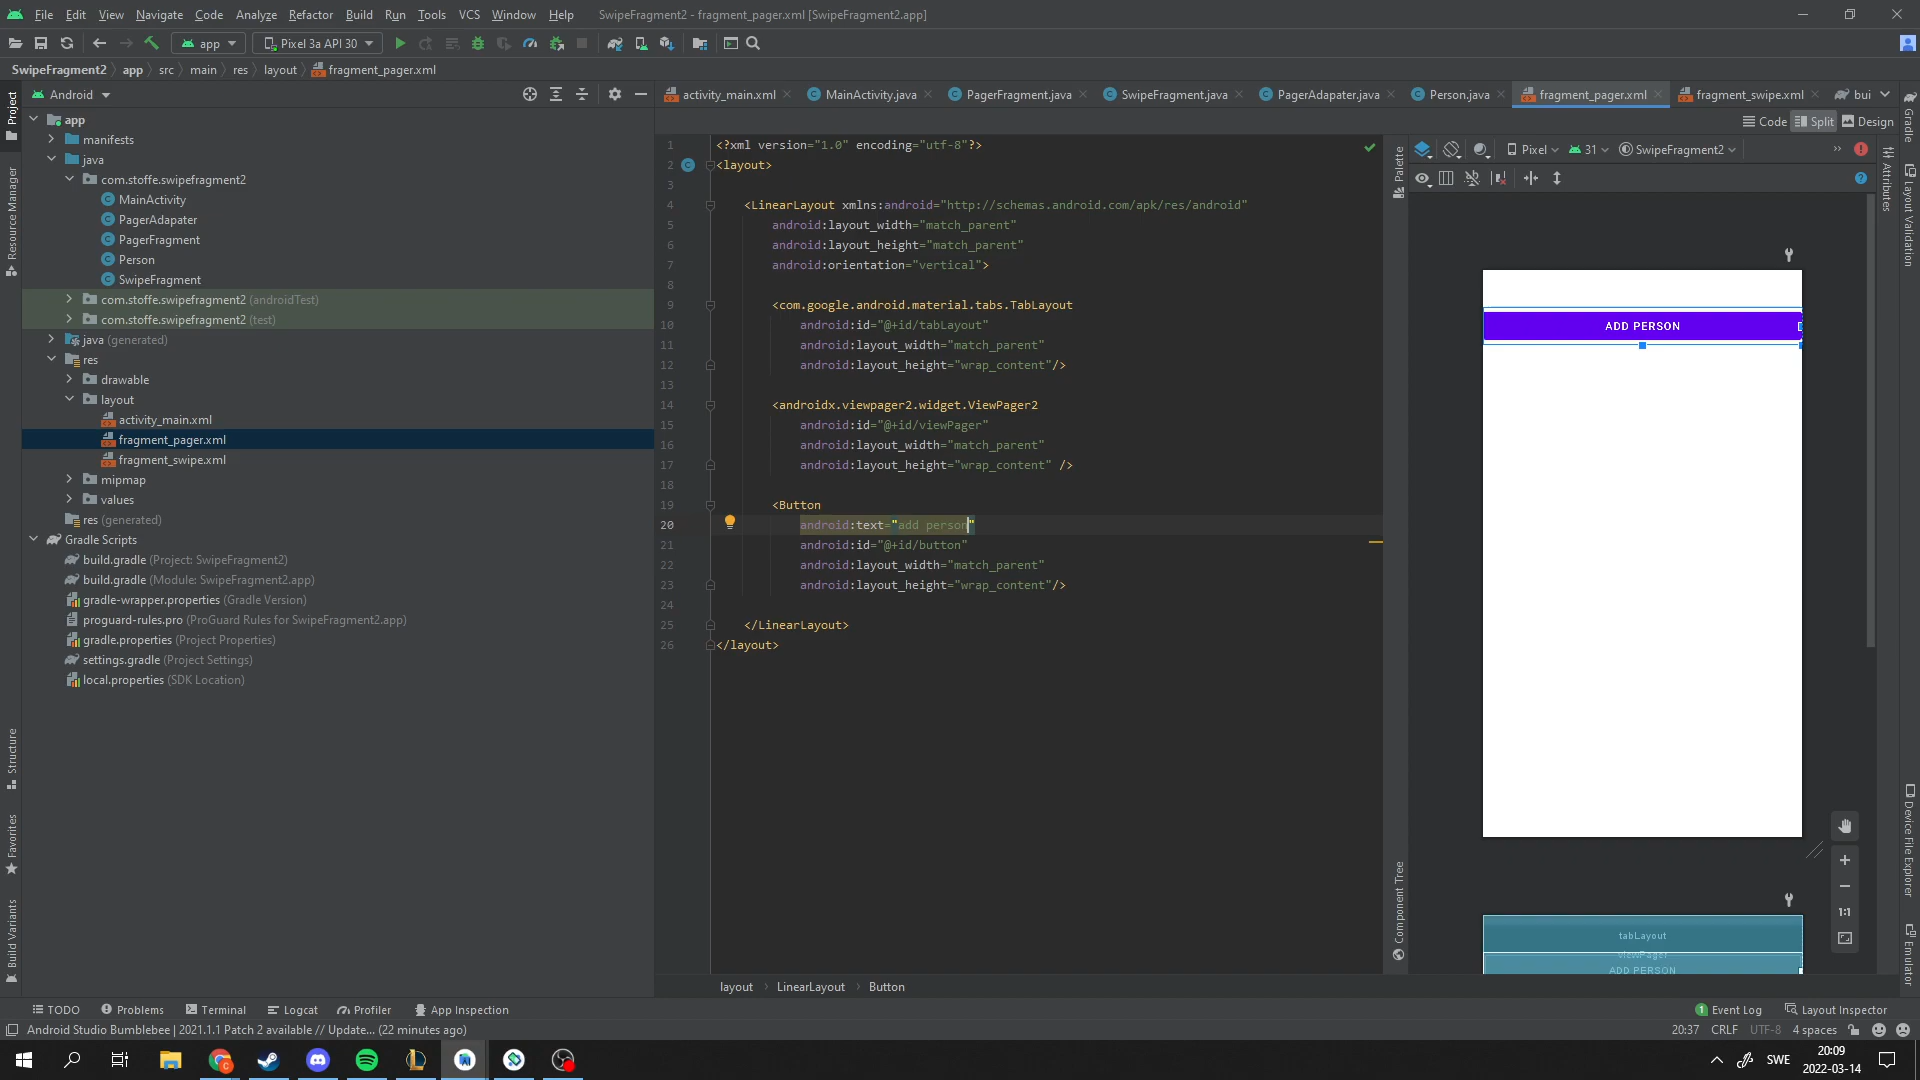 File Edit View Navigate Code Analyze Refactor Build Run Tools VCS Window Help SwipeFragment2 - fragment_pager.xml [SwipeFragment2.app]
app Pixel 3a API 30
SwipeFragment2 app src main res layout fragment_pager.xml
Android
activity_main.xml MainActivity.java PagerFragment.java SwipeFragment.java PagerAdapater.java Person.java fragment_pager.xml fragment_swipe.xml bui
Code Split Design
Project
Resource Manager
Structure
Favorites
Build Variants
app
manifests
java
com.stoffe.swipefragment2
MainActivity
PagerAdapater
PagerFragment
Person
SwipeFragment
com.stoffe.swipefragment2 (androidTest)
com.stoffe.swipefragment2 (test)
java (generated)
res
drawable
layout
activity_main.xml
fragment_pager.xml
fragment_swipe.xml
mipmap
values
res (generated)
Gradle Scripts
build.gradle (Project: SwipeFragment2)
build.gradle (Module: SwipeFragment2.app)
gradle-wrapper.properties (Gradle Version)
proguard-rules.pro (ProGuard Rules for SwipeFragment2.app)
gradle.properties (Project Properties)
settings.gradle (Project Settings)
local.properties (SDK Location)
1 <?xml version="1.0" encoding="utf-8"?>
2 <layout>
3
4 <LinearLayout xmlns:android="http://schemas.android.com/apk/res/android"
5 android:layout_width="match_parent"
6 android:layout_height="match_parent"
7 android:orientation="vertical">
8
9 <com.google.android.material.tabs.TabLayout
10 android:id="@+id/tabLayout"
11 android:layout_width="match_parent"
12 android:layout_height="wrap_content"/>
13
14 <androidx.viewpager2.widget.ViewPager2
15 android:id="@+id/viewPager"
16 android:layout_width="match_parent"
17 android:layout_height="wrap_content" />
18
19 <Button
20 android:text="add person"
21 android:id="@+id/button"
22 android:layout_width="match_parent"
23 android:layout_height="wrap_content"/>
24
25 </LinearLayout>
26 </layout>
layout LinearLayout Button
Palette
Component Tree
Pixel 31 SwipeFragment2
ADD PERSON
tabLayout
viewPager
ADD PERSON
1:1
Attributes
Gradle
Layout Validation
Device File Explorer
Emulator
TODO Problems Terminal Logcat Profiler App Inspection 1 Event Log Layout Inspector
Android Studio Bumblebee | 2021.1.1 Patch 2 available // Update... (22 minutes ago) 20:37 CRLF UTF-8 4 spaces
SWE
20:09
2022-03-14